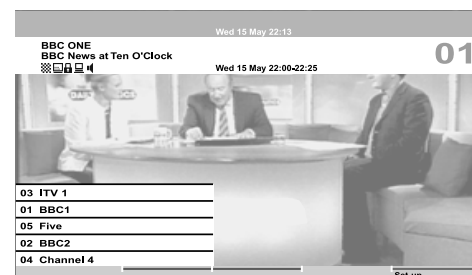 Wed 15 May 22:13
BBC ONE
BBC News at Ten O'Clock
01
Wed 15 May 22:00-22:25
DAILY
03 ITV 1
01 BBC1
05 Five
02 BBC2
04 Channel 4
Set up